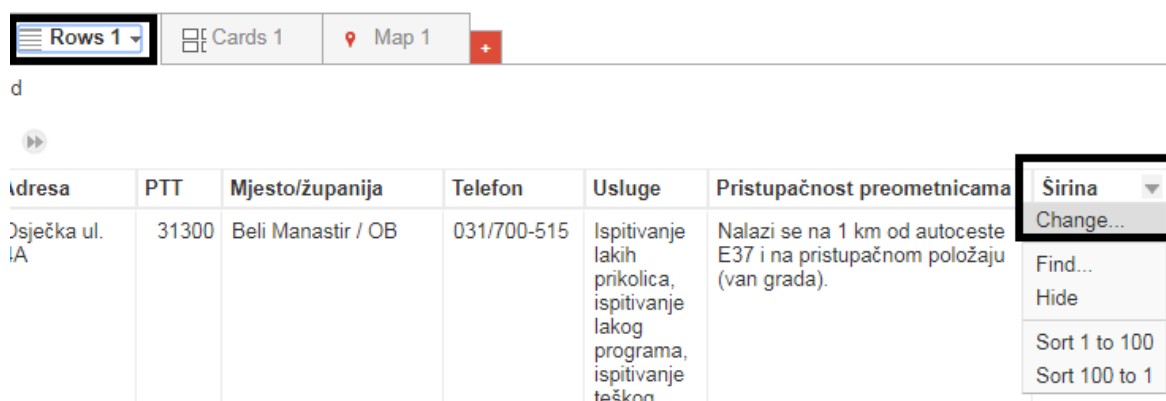 Rows 1
Cards 1
Map 1
+
d
Adresa
PTT
Mjesto/županija
Telefon
Usluge
Pristupačnost preometnicama
Širina
Osječka ul.
4A
31300
Beli Manastir / OB
031/700-515
Ispitivanje
lakih
prikolica,
ispitivanje
lakog
programa,
ispitivanje
teškog
Nalazi se na 1 km od autoceste
E37 i na pristupačnom položaju
(van grada).
Change...
Find...
Hide
Sort 1 to 100
Sort 100 to 1